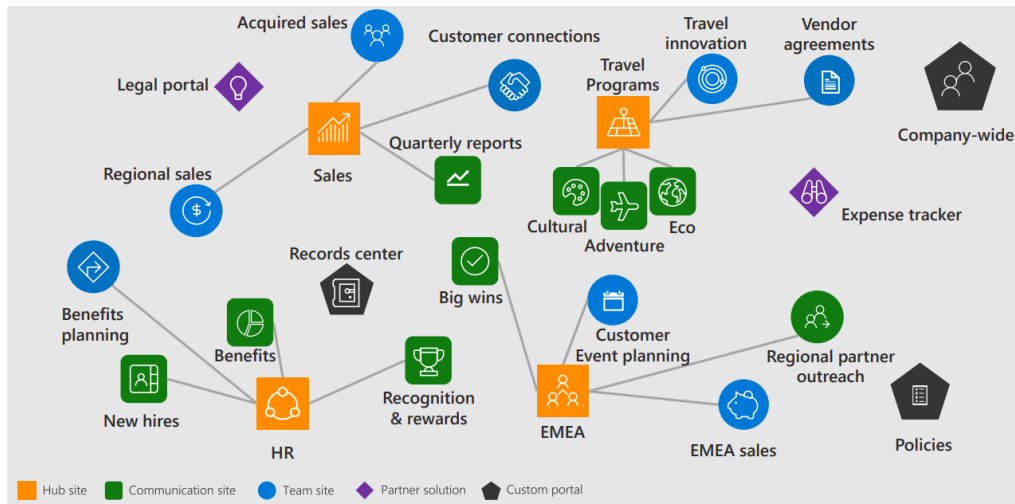 Acquired sales
Customer connections
Legal portal
Sales
Quarterly reports
Regional sales
Travel
innovation
Vendor
agreements
Travel
Programs
Company-wide
Cultural
Adventure
Eco
Expense tracker
Records center
Benefits
planning
Benefits
New hires
Recognition
& rewards
HR
Big wins
Customer
Event planning
Regional partner
outreach
EMEA
EMEA sales
Policies
$
Hub site
Communication site
Team site
Partner solution
Custom portal